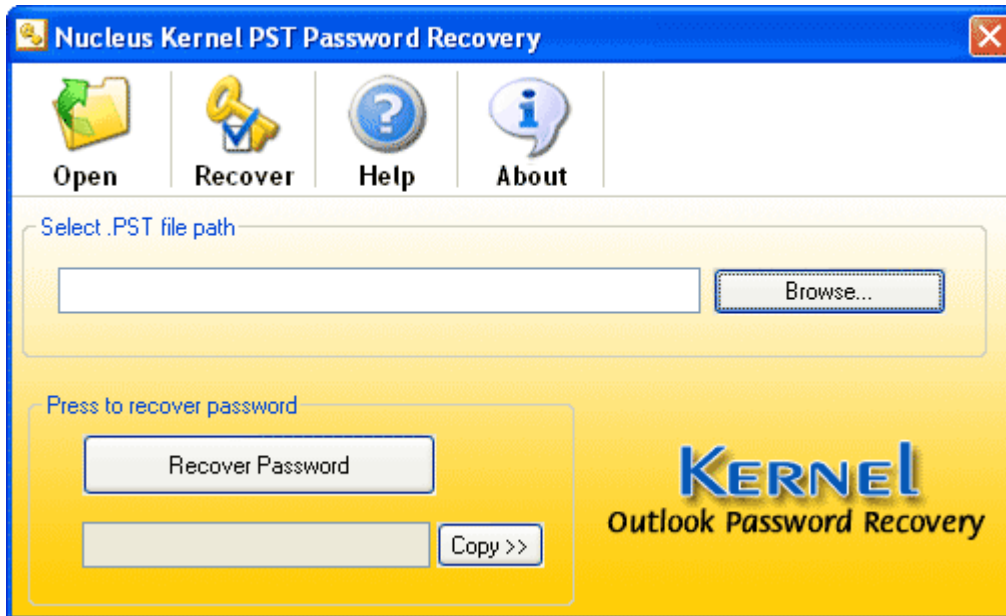 Nucleus Kernel PST Password Recovery
Open Recover Help About
Select .PST file path
Browse...
Press to recover password
Recover Password
Copy >>
KERNEl
Outlook Password Recovery